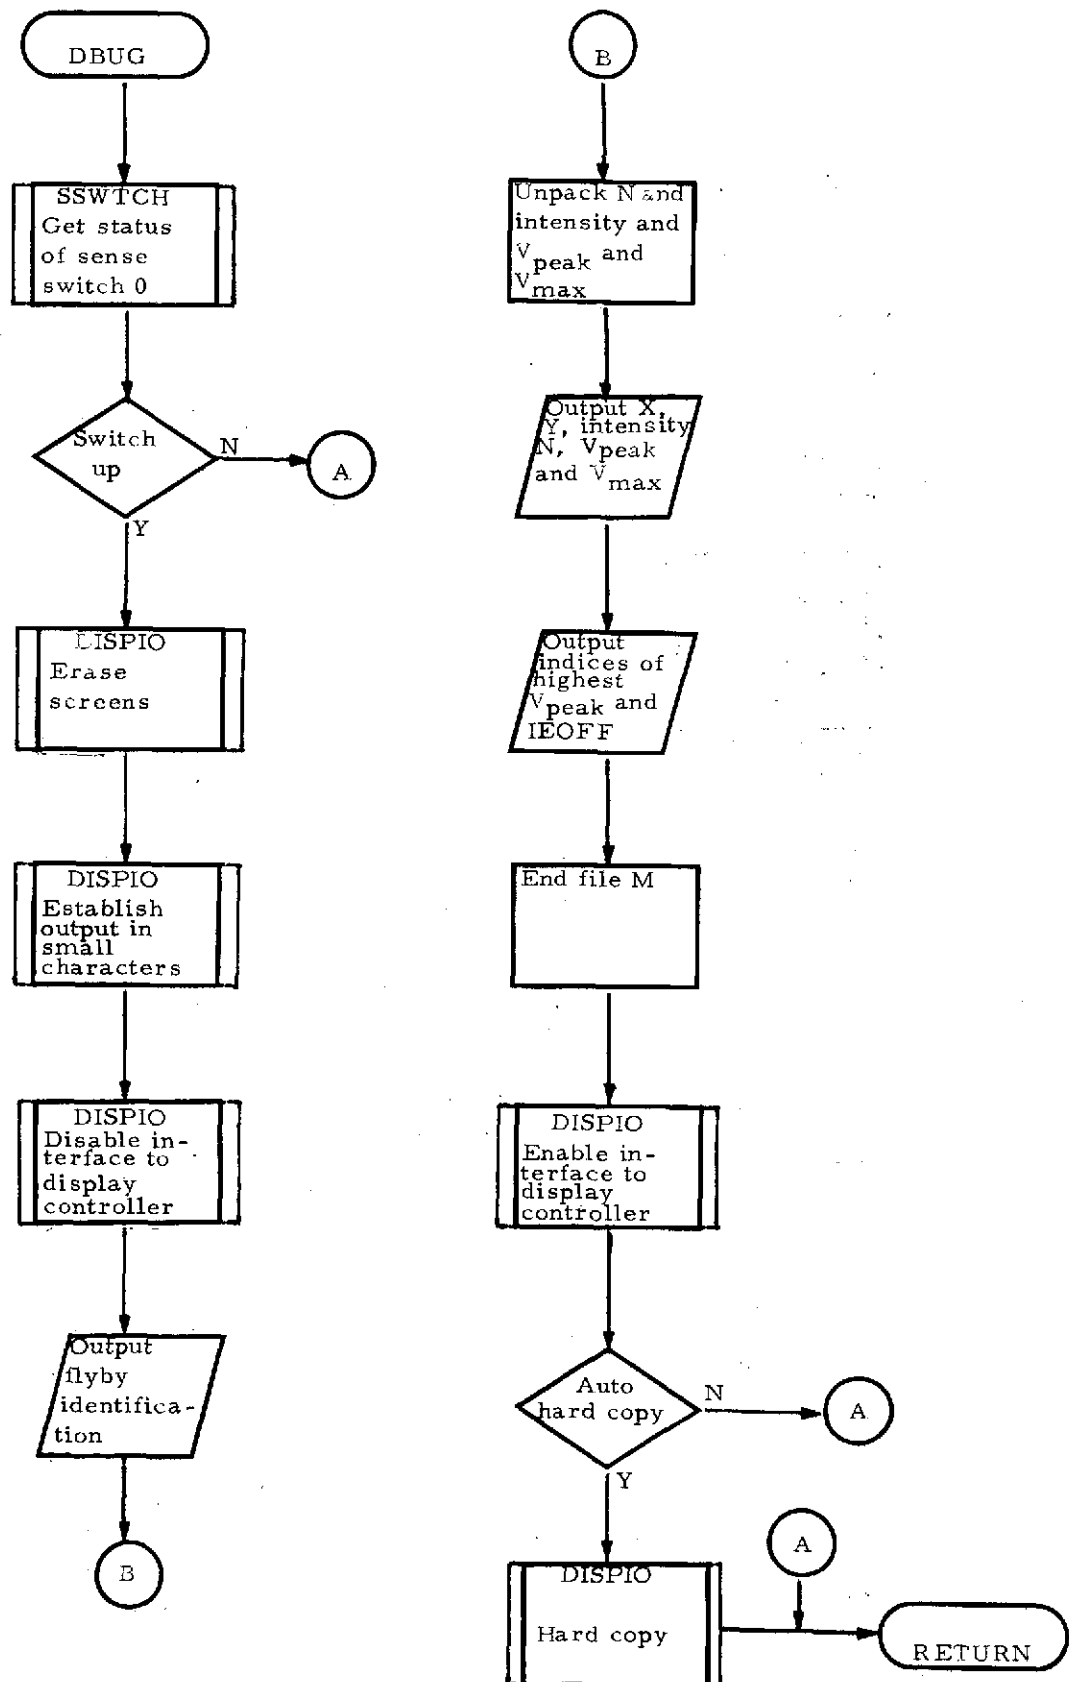 DBUG
SSWTCH
Get status
of sense
switch 0
Switch
up
N
A
Y
DISPIO
Erase
screens
DISPIO
Establish
output in
small
characters
DISPIO
Disable in-
terface to
display
controller
Output
flyby
identifica-
tion
B
B
Unpack N and
intensity and
Vpeak and
Vmax
Output X,
Y, intensity
N, Vpeak
and Vmax
Output
indices of
highest
Vpeak and
IEOFF
End file M
DISPIO
Enable in-
terface to
display
controller
Auto
hard copy
N
A
Y
A
DISPIO
Hard copy
RETURN